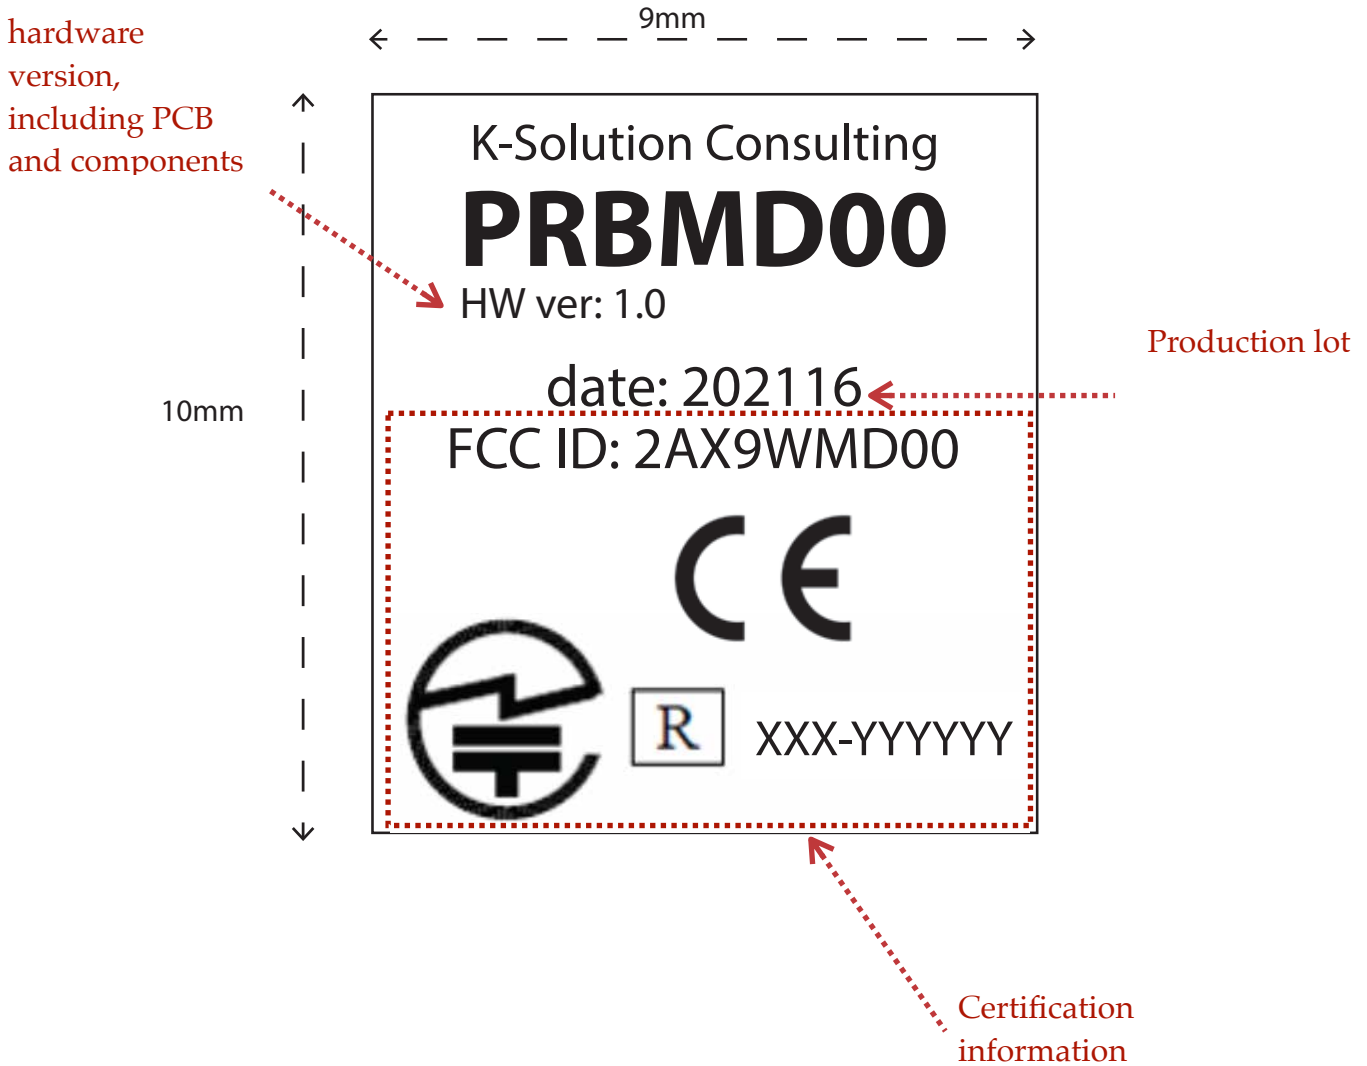 hardware
version,
including PCB
and components
9mm
10mm
K-Solution Consulting
PRBMD00
HW ver: 1.0
date: 202116
Production lot
FCC ID: 2AX9WMD00
CE
R
XXX-YYYYYY
Certification
information